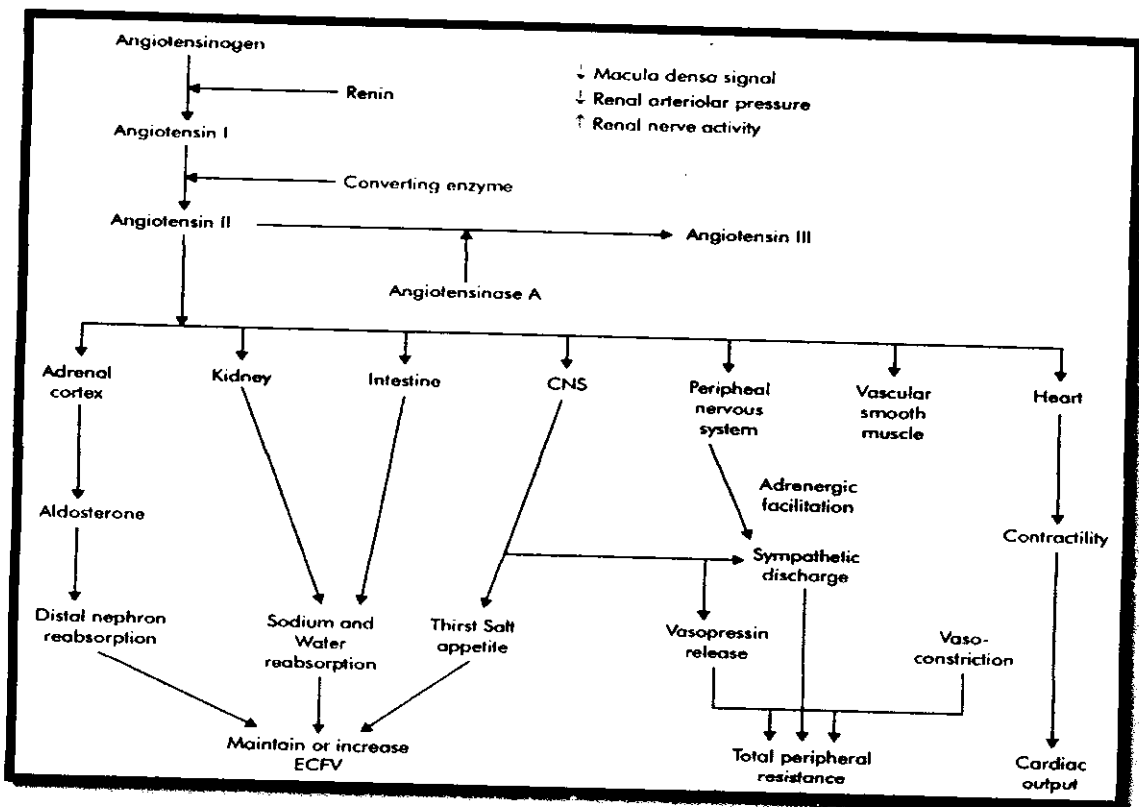 Angiotensinogen
↓ Macula densa signal
Renin
↓ Renal arteriolar pressure
↑ Renal nerve activity
Angiotensin I
Converting enzyme
Angiotensin II
Angiotensin III
Angiotensinase A
Adrenal
cortex
Kidney
Intestine
CNS
Peripheal
nervous
system
Vascular
smooth
muscle
Heart
Adrenergic
facilitation
Aldosterone
Contractility
Sympathetic
discharge
Distal nephron
reabsorption
Sodium and
Water
reabsorption
Thirst Salt
appetite
Vasopressin
release
Vaso-
constriction
Maintain or increase
ECFV
Total peripheral
resistance
Cardiac
output